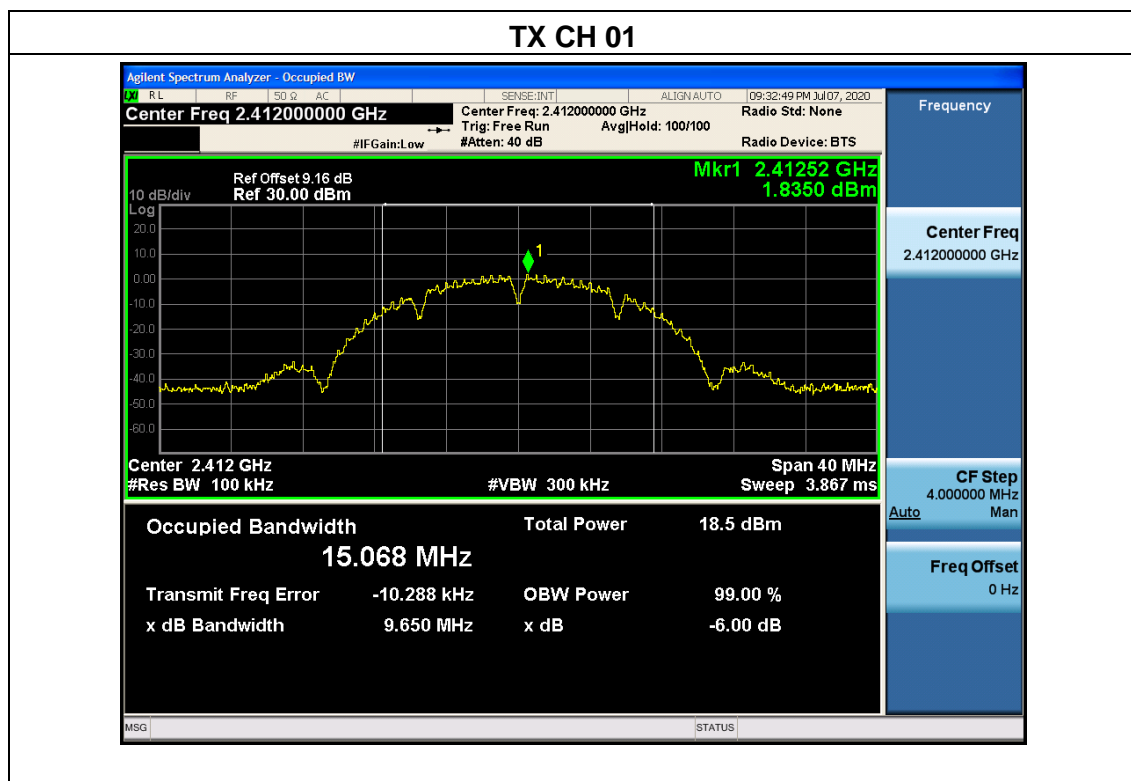 TX CH 01
Agilent Spectrum Analyzer - Occupied BW
LXI RL RF 50 Ω AC SENSE:INT ALIGN AUTO 09:32:49 PM Jul 07, 2020
Center Freq 2.412000000 GHz
Center Freq: 2.412000000 GHz
Radio Std: None
Trig: Free Run Avg|Hold: 100/100
#IFGain:Low
#Atten: 40 dB
Radio Device: BTS
Frequency
Mkr1 2.41252 GHz
1.8350 dBm
Ref Offset 9.16 dB
10 dB/div Ref 30.00 dBm
Log
20.0
10.0
0.00
-10.0
-20.0
-30.0
-40.0
-50.0
-60.0
1
Center 2.412 GHz
Span 40 MHz
#Res BW 100 kHz
#VBW 300 kHz
Sweep 3.867 ms
Center Freq
2.412000000 GHz
CF Step
4.000000 MHz
Auto Man
Freq Offset
0 Hz
Occupied Bandwidth
15.068 MHz
Total Power 18.5 dBm
Transmit Freq Error -10.288 kHz
OBW Power 99.00 %
x dB Bandwidth 9.650 MHz
x dB -6.00 dB
MSG
STATUS